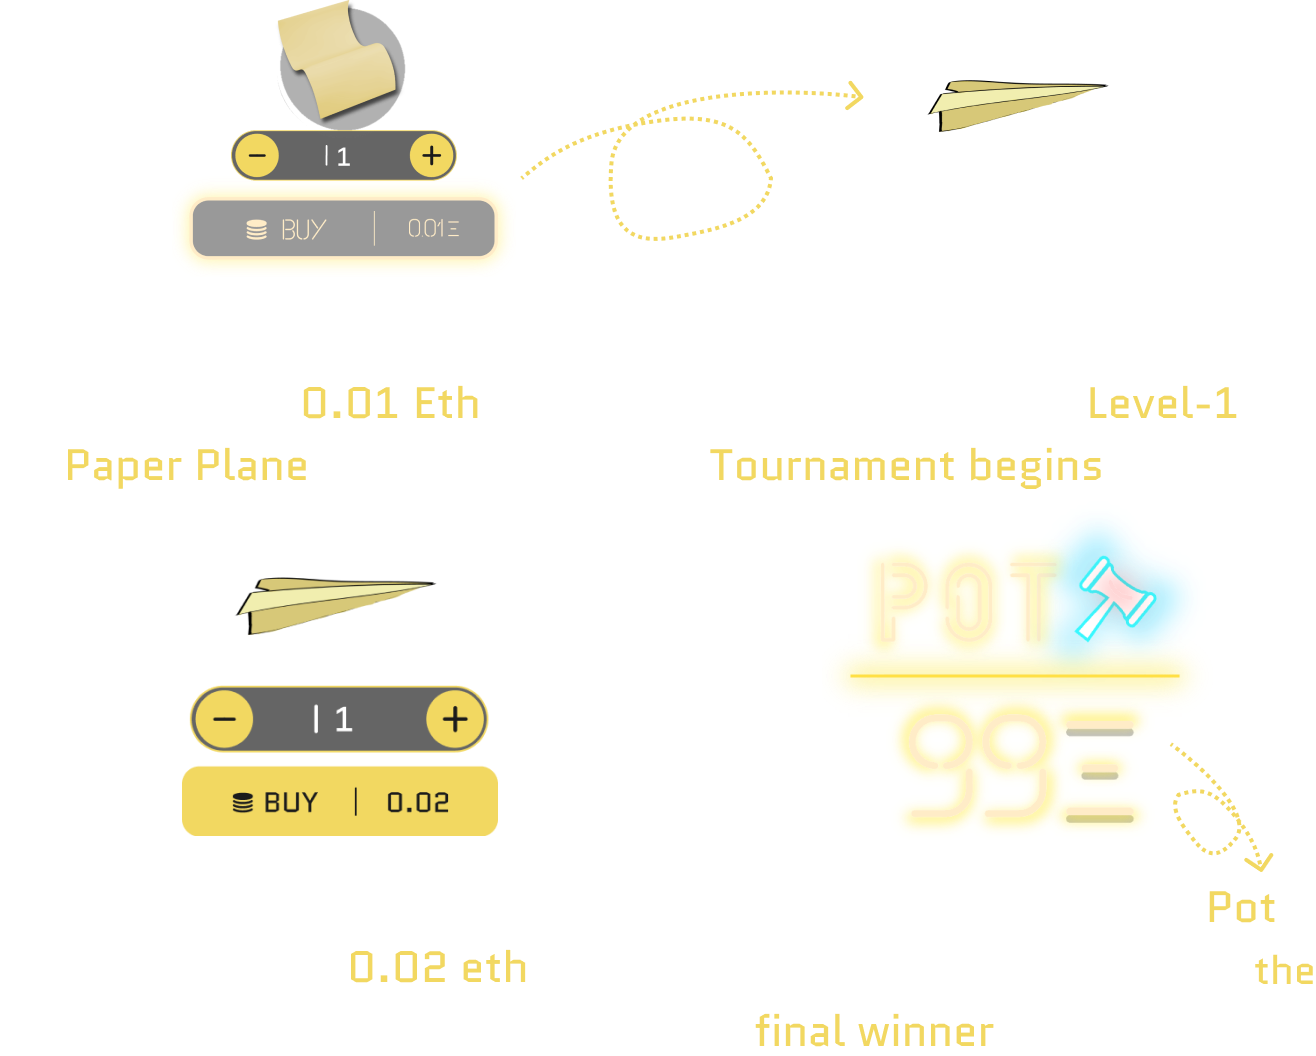 1
BUY 0.01Ξ
0.01 Eth
Paper Plane
Level-1
Tournament begins
1
BUY 0.02
0.02 eth
POT
99Ξ
Pot
the
final winner